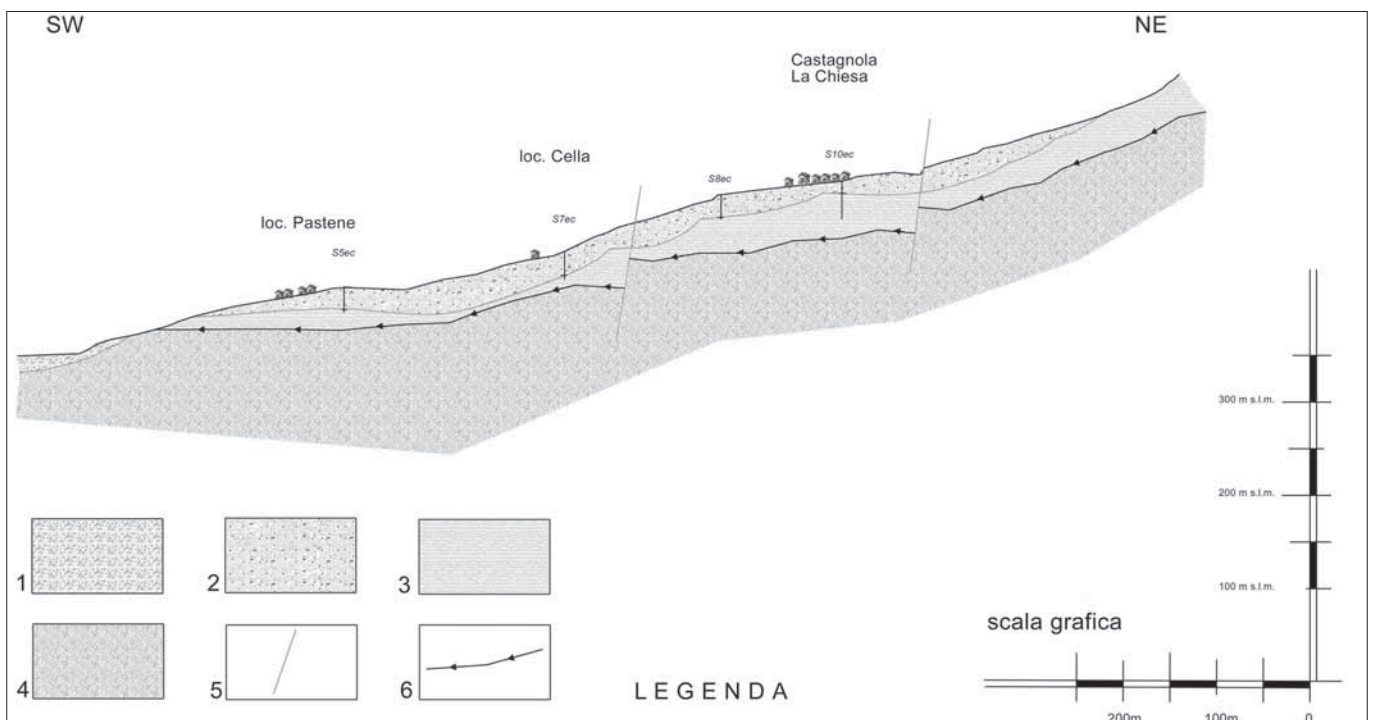 SW
NE
Castagnola
La Chiesa
loc. Cella
S10ec
S8ec
loc. Pastene
S7ec
S5ec
300 m s.l.m.
200 m s.l.m.
100 m s.l.m.
1
2
3
scala grafica
4
5
6
LEGENDA
200m
100m
0